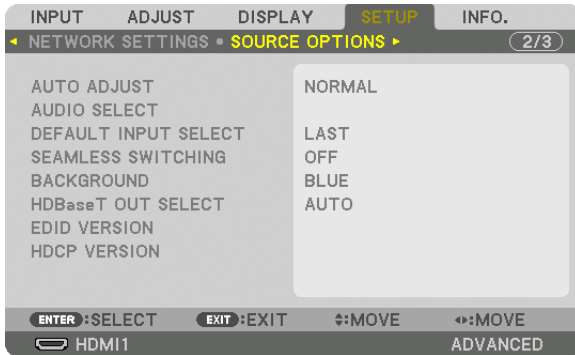 INPUT ADJUST DISPLAY SETUP INFO.
NETWORK SETTINGS • SOURCE OPTIONS 2/3
AUTO ADJUST NORMAL
AUDIO SELECT
DEFAULT INPUT SELECT LAST
SEAMLESS SWITCHING OFF
BACKGROUND BLUE
HDBaseT OUT SELECT AUTO
EDID VERSION
HDCP VERSION
ENTER :SELECT EXIT :EXIT :MOVE :MOVE
HDMI1 ADVANCED